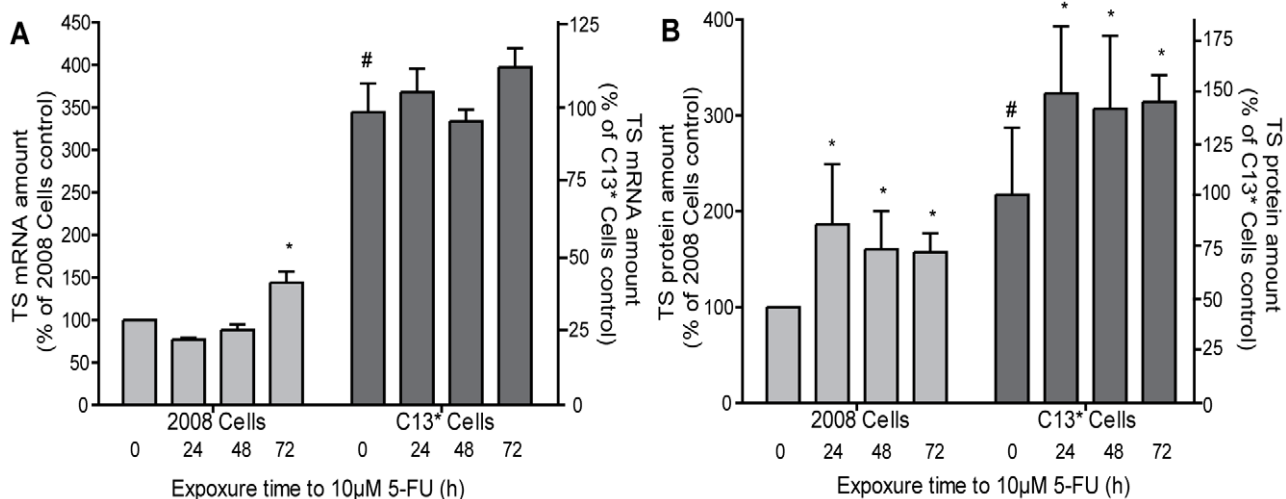 A
TS mRNA amount
(% of 2008 Cells control)
450
400
350
300
250
200
150
100
50
0
*
#
125
100
75
50
25
0
TS mRNA amount
(% of C13* Cells control)
2008 Cells
C13* Cells
0 24 48 72 0 24 48 72
Expoxure time to 10µM 5-FU (h)
B
TS protein amount
(% of 2008 Cells control)
400
300
200
100
0
* * *
#
* * *
175
150
125
100
75
50
25
0
TS protein amount
(% of C13* Cells control)
2008 Cells
C13* Cells
0 24 48 72 0 24 48 72
Expoxure time to 10µM 5-FU (h)